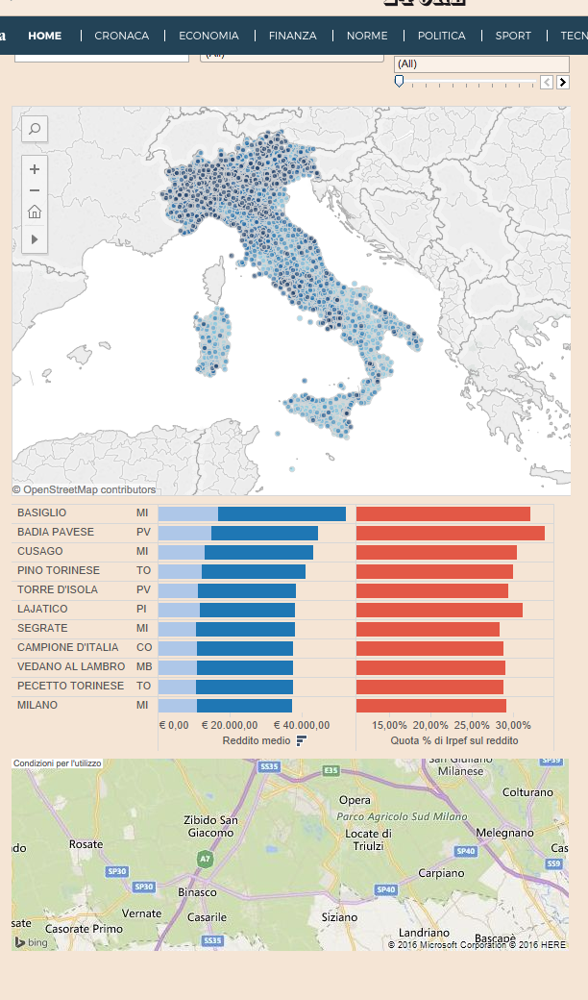 a HOME CRONACA ECONOMIA FINANZA NORME POLITICA SPORT TECN
(All)
(All)
© OpenStreetMap contributors
BASIGLIO MI
BADIA PAVESE PV
CUSAGO MI
PINO TORINESE TO
TORRE D'ISOLA PV
LAJATICO PI
SEGRATE MI
CAMPIONE D'ITALIA CO
VEDANO AL LAMBRO MB
PECETTO TORINESE TO
MILANO MI
€ 0,00 € 20.000,00 € 40.000,00 15,00% 20,00% 25,00% 30,00%
Reddito medio Quota % di Irpef sul reddito
Condizioni per l'utilizzo
SS35
E35
San Giuliano
Milanese
SP39
Opera
Colturano
Parco Agricolo Sud Milano
Zibido San
Giacomo
Locate di
Triulzi
Melegnano
do
Rosate
A7
SP40
Cas
SP30
SS9
SP30
Carpiano
Binasco
SP40
Vernate
Casarile
Siziano
sate
Casorate Primo
SS35
Landriano
Bascapè
bing
© 2016 Microsoft Corporation © 2016 HERE